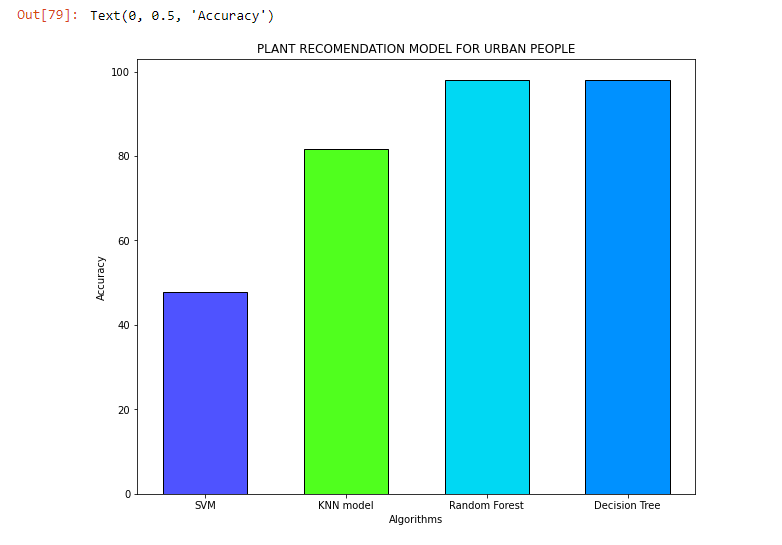 Out[79]: Text(0, 0.5, 'Accuracy')
PLANT RECOMENDATION MODEL FOR URBAN PEOPLE
100
80
60
40
20
0
Accuracy
SVM KNN model Random Forest Decision Tree
Algorithms